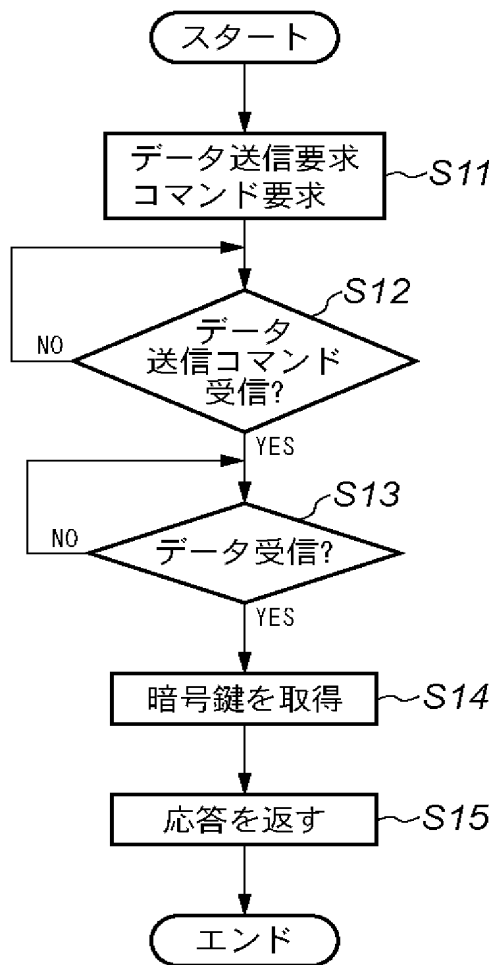 スタート
データ送信要求
コマンド要求
S11
S12
データ
送信コマンド
受信?
NO
YES
S13
データ受信?
NO
YES
暗号鍵を取得
S14
応答を返す
S15
エンド